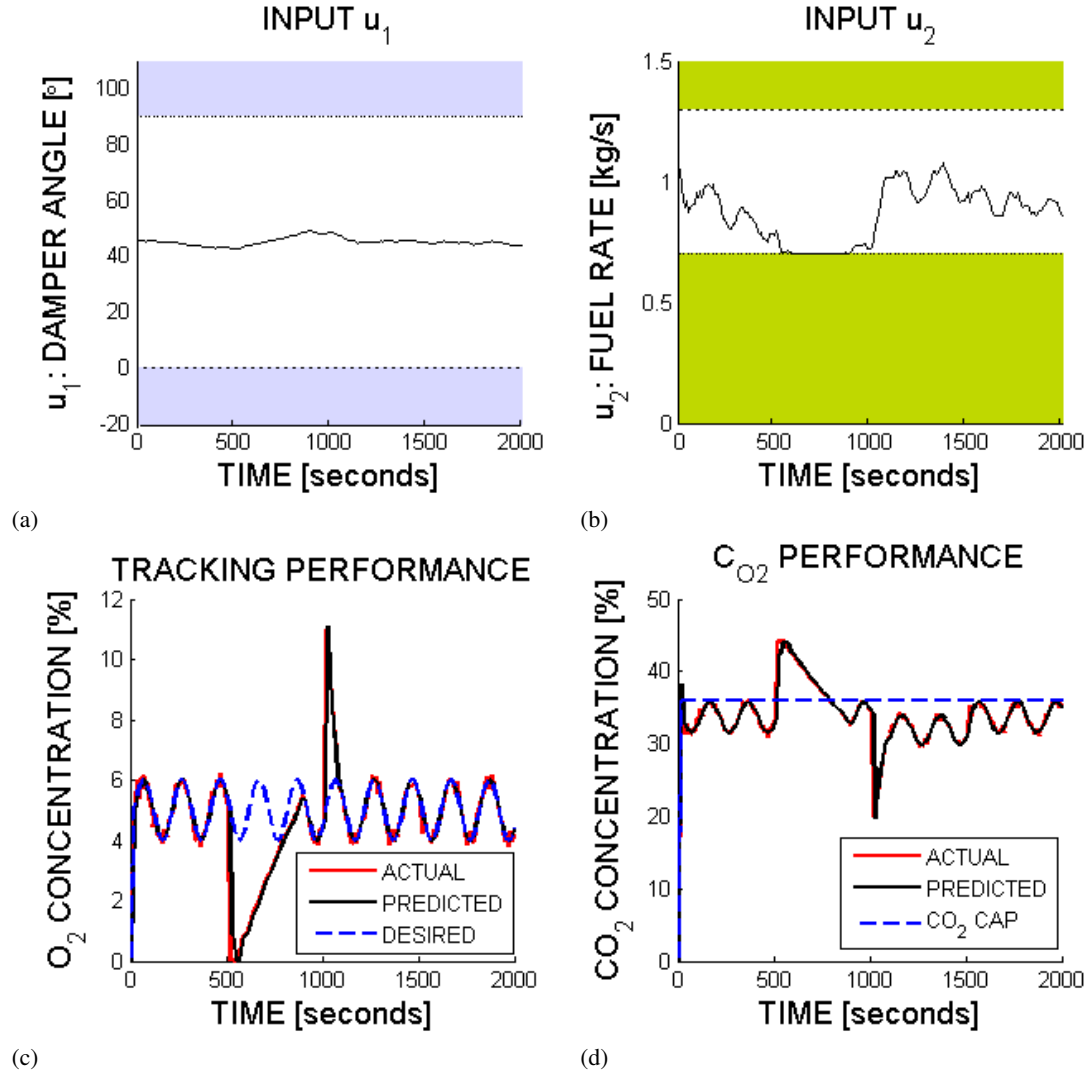 INPUT u1
u1: DAMPER ANGLE [°]
100
80
60
40
20
0
-20
0 500 1000 1500 2000
TIME [seconds]
(a)
INPUT u2
u2: FUEL RATE [kg/s]
1.5
1
0.5
0
0 500 1000 1500 2000
TIME [seconds]
(b)
TRACKING PERFORMANCE
O2 CONCENTRATION [%]
12
10
8
6
4
2
0
ACTUAL
PREDICTED
DESIRED
0 500 1000 1500 2000
TIME [seconds]
(c)
CO2 PERFORMANCE
CO2 CONCENTRATION [%]
50
40
30
20
10
0
ACTUAL
PREDICTED
CO2 CAP
0 500 1000 1500 2000
TIME [seconds]
(d)